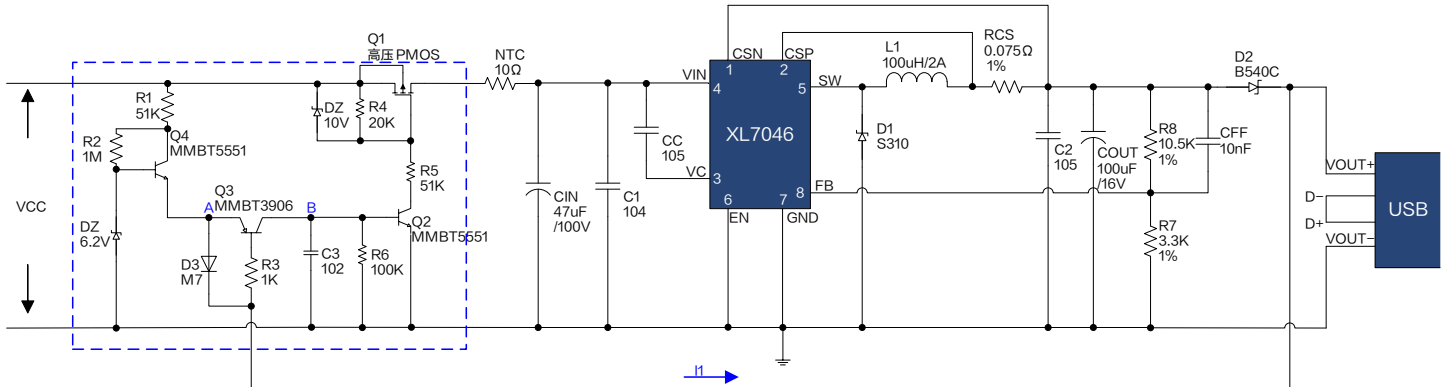 VCC
R1
51K
R2
1M
Q4
MMBT5551
DZ
6.2V
A
Q3
MMBT3906
B
D3
M7
R3
1K
C3
102
R6
100K
Q2
MMBT5551
R5
51K
DZ
10V
R4
20K
Q1
高压PMOS
NTC
10Ω
CIN
47uF
/100V
C1
104
CC
105
VIN
VC
CSN
CSP
1
2
4
5
XL7046
3
8
6
7
EN
GND
SW
FB
D1
S310
L1
100uH/2A
RCS
0.075Ω
1%
C2
105
COUT
100uF
/16V
R8
10.5K
1%
CFF
10nF
R7
3.3K
1%
D2
B540C
VOUT+
D−
D+
VOUT−
USB
I1